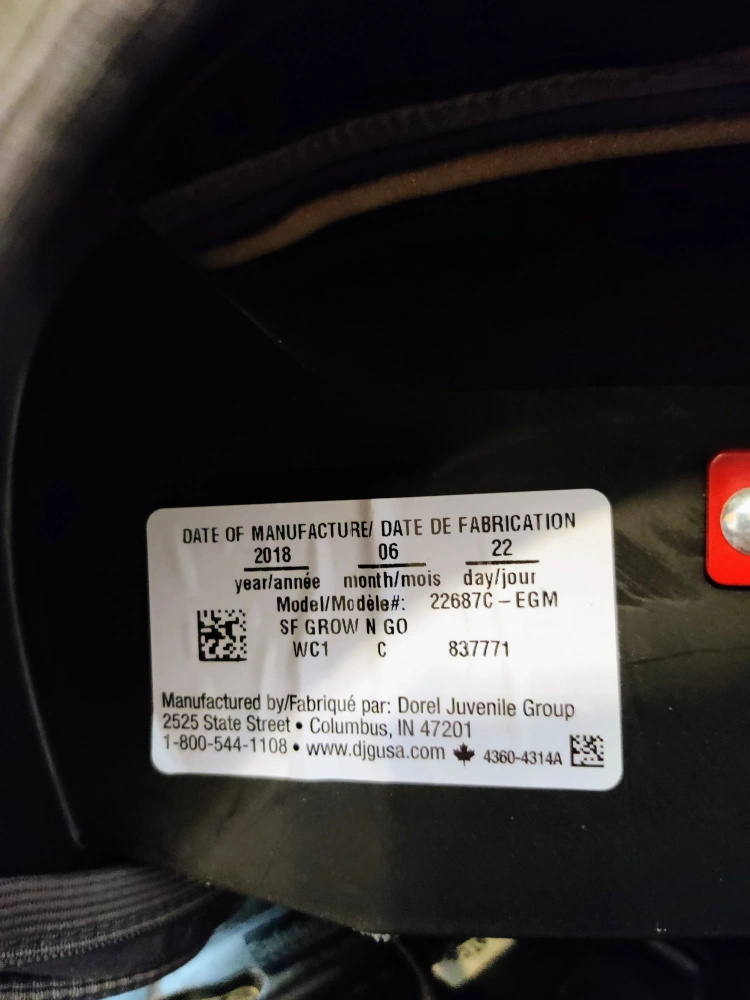 DATE OF MANUFACTURE/ DATE DE FABRICATION
2018 06 22
year/année month/mois day/jour
Model/Modèle#: 22687C-EGM
SF GROW N GO
WC1 C 837771
Manufactured by/Fabriqué par: Dorel Juvenile Group
2525 State Street • Columbus, IN 47201
1-800-544-1108 • www.djgusa.com 4360-4314A